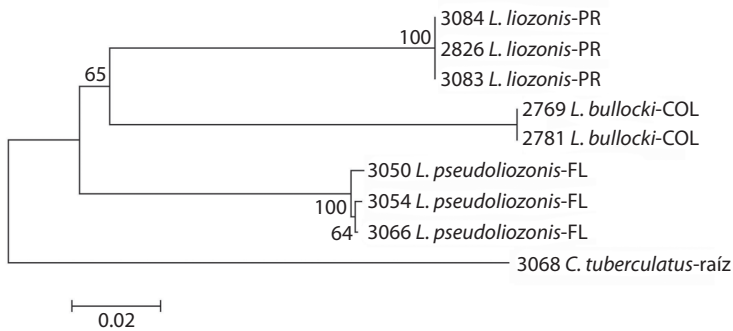 3084 L. liozonis-PR
100
2826 L. liozonis-PR
3083 L. liozonis-PR
65
2769 L. bullocki-COL
2781 L. bullocki-COL
3050 L. pseudoliozonis-FL
3054 L. pseudoliozonis-FL
100
3066 L. pseudoliozonis-FL
64
3068 C. tuberculatus-raíz
0.02